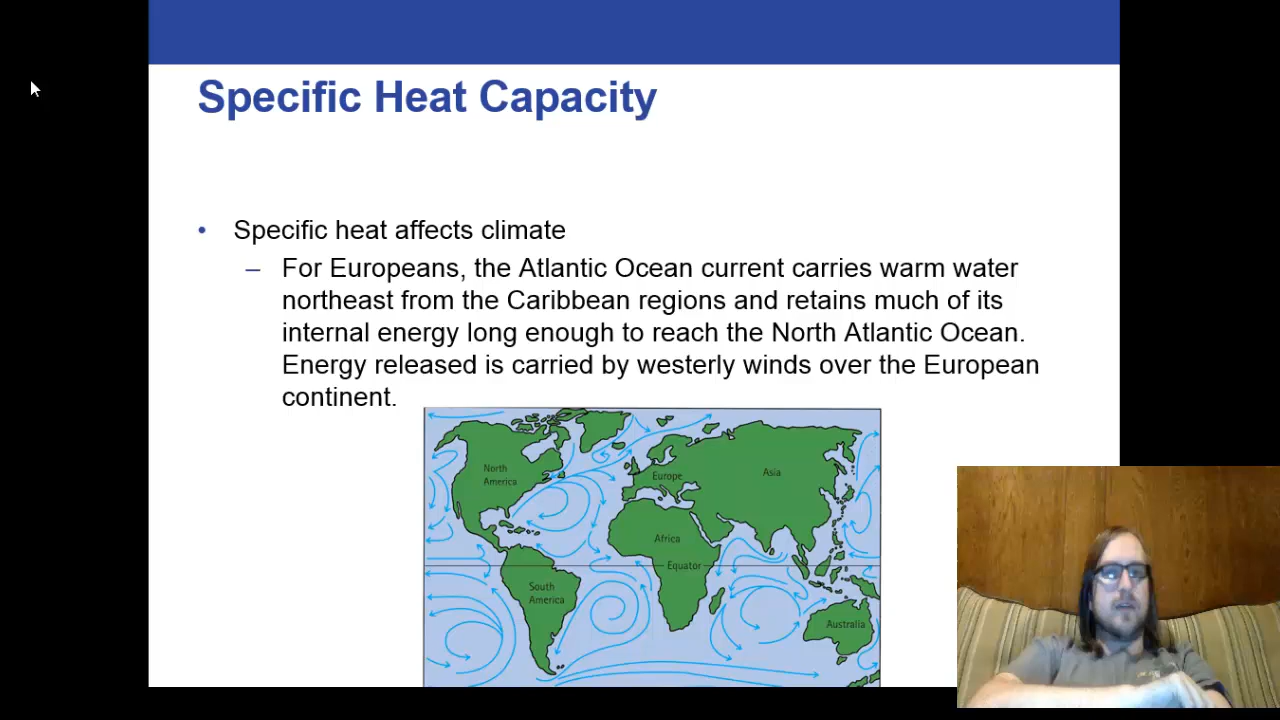 Specific Heat Capacity
• Specific heat affects climate
– For Europeans, the Atlantic Ocean current carries warm water
northeast from the Caribbean regions and retains much of its
internal energy long enough to reach the North Atlantic Ocean.
Energy released is carried by westerly winds over the European
continent.
North
America
Europe
Asia
Africa
Equator
South
America
Australia